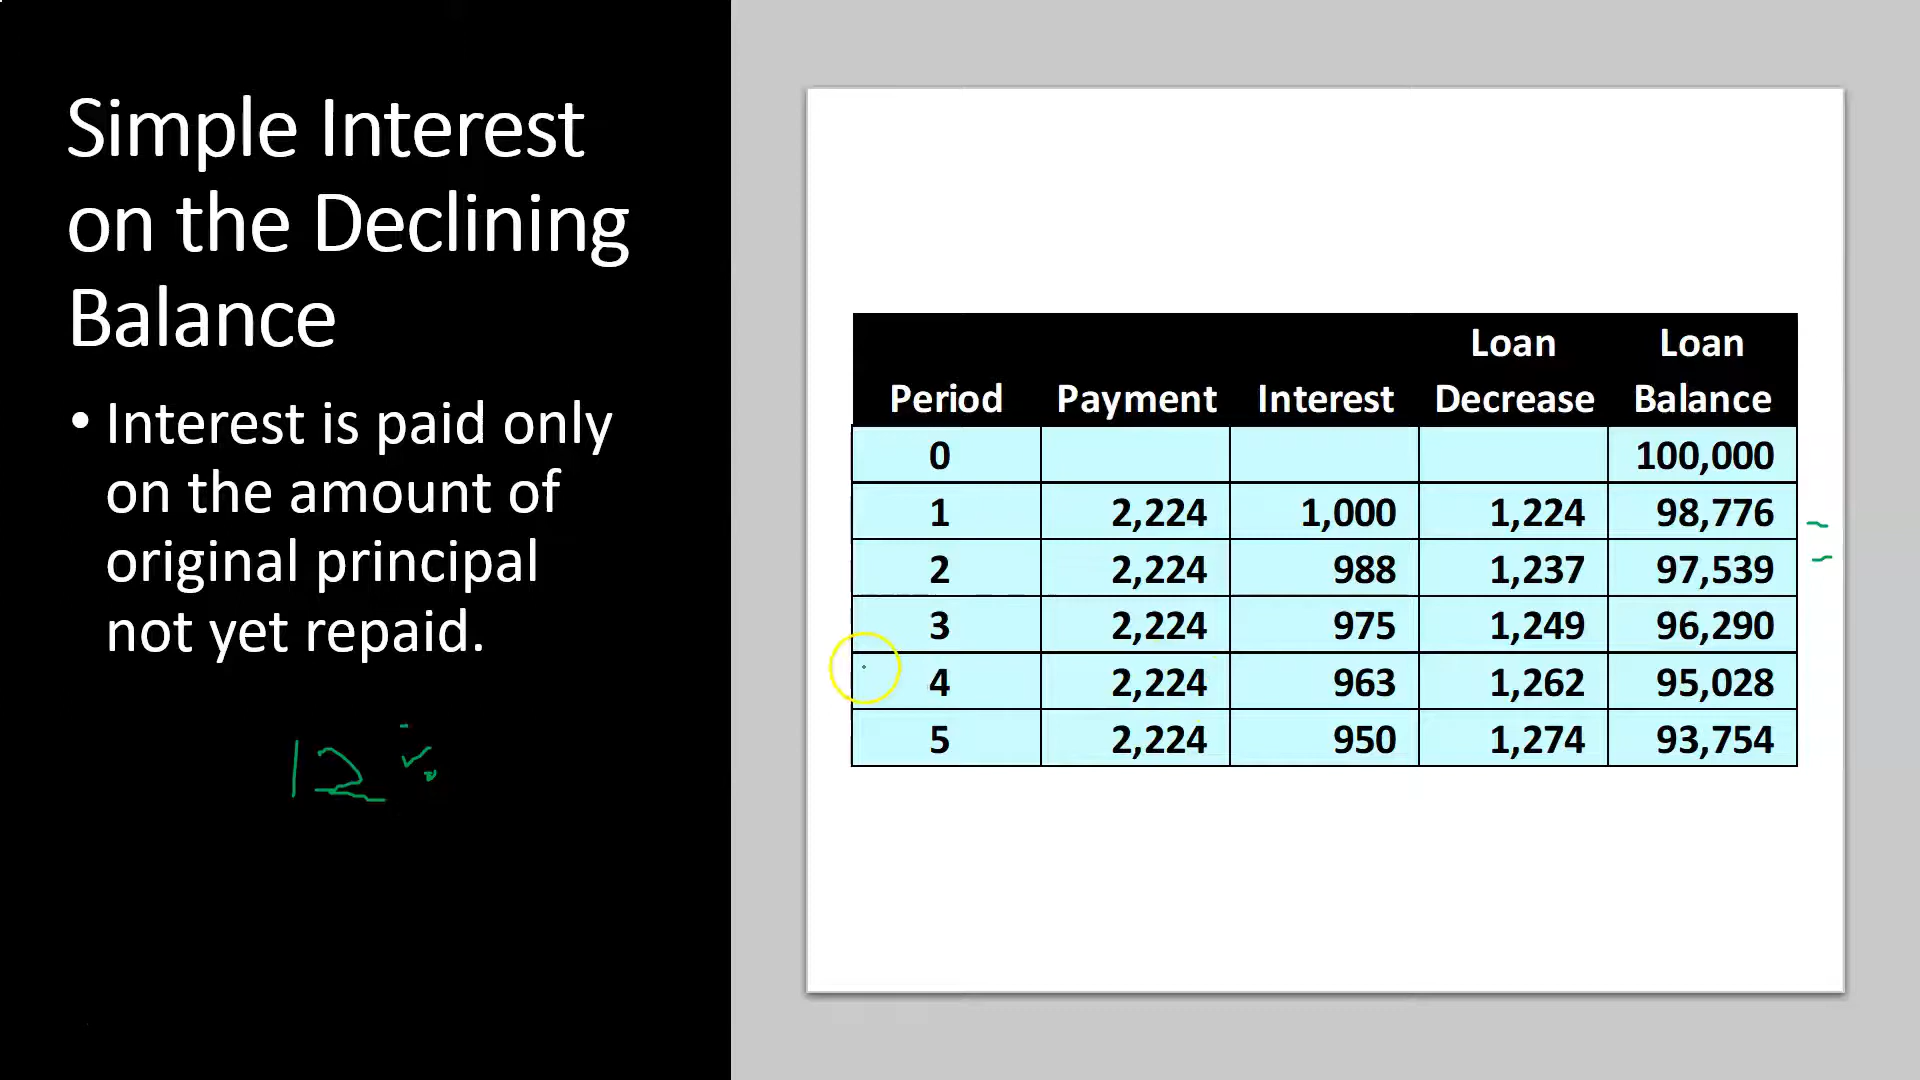 Simple Interest
on the Declining
Balance
• Interest is paid only
on the amount of
original principal
not yet repaid.
12%
Period Payment Interest Loan Decrease Loan Balance
0 100,000
1 2,224 1,000 1,224 98,776
2 2,224 988 1,237 97,539
3 2,224 975 1,249 96,290
4 2,224 963 1,262 95,028
5 2,224 950 1,274 93,754